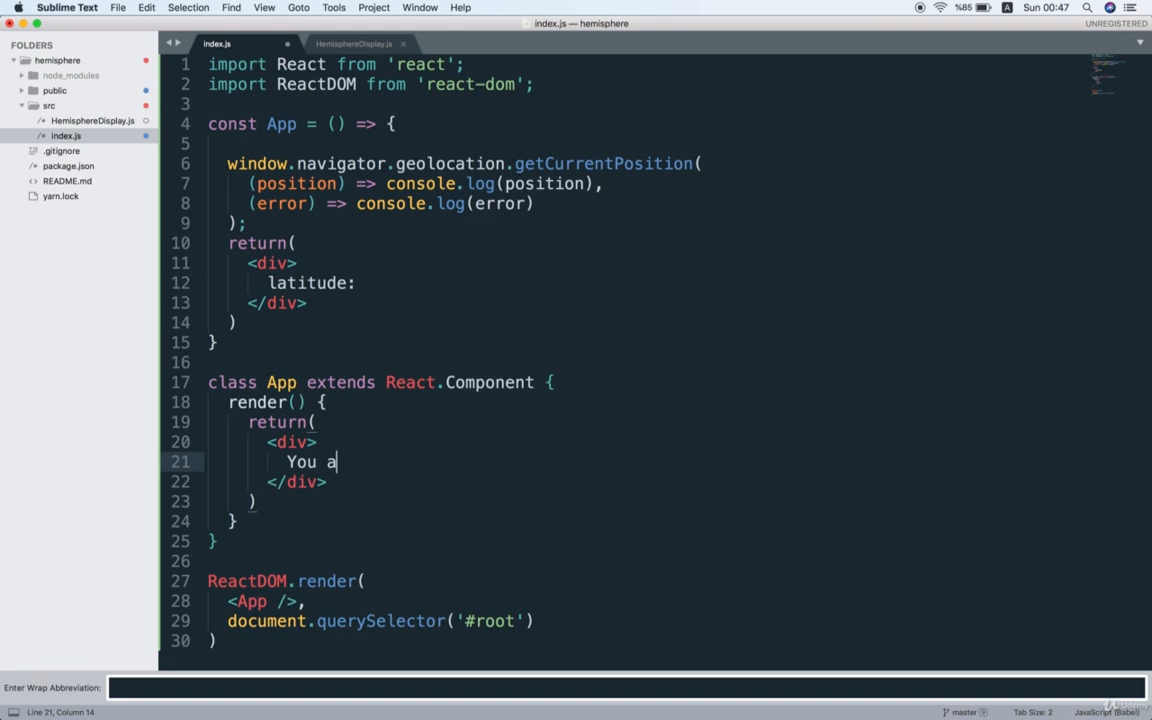 Sublime Text File Edit Selection Find View Goto Tools Project Window Help %85 A Sun 00:47
index.js — hemisphere UNREGISTERED
FOLDERS
hemisphere
node_modules
public
src
HemisphereDisplay.js
index.js
.gitignore
package.json
README.md
yarn.lock
index.js HemisphereDisplay.js
1 import React from 'react';
2 import ReactDOM from 'react-dom';
3
4 const App = () => {
5
6 window.navigator.geolocation.getCurrentPosition(
7 (position) => console.log(position),
8 (error) => console.log(error)
9 );
10 return(
11 <div>
12 latitude:
13 </div>
14 )
15 }
16
17 class App extends React.Component {
18 render() {
19 return(
20 <div>
21 You a
22 </div>
23 )
24 }
25 }
26
27 ReactDOM.render(
28 <App />,
29 document.querySelector('#root')
30 )
Enter Wrap Abbreviation:
Line 21, Column 14 master 9 Tab Size: 2 JavaScript (Babel)
Udemy